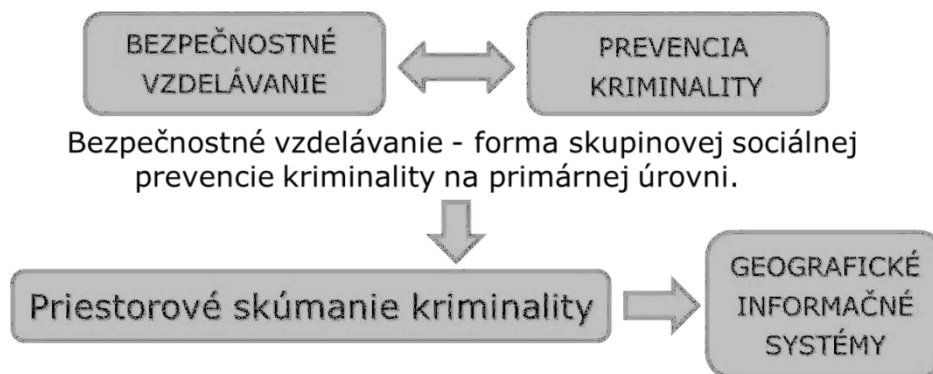 BEZPEČNOSTNÉ
VZDELÁVANIE
PREVENCIA
KRIMINALITY
Bezpečnostné vzdelávanie - forma skupinovej sociálnej
prevencie kriminality na primárnej úrovni.
Priestorové skúmanie kriminality
GEOGRAFICKÉ
INFORMAČNÉ
SYSTÉMY